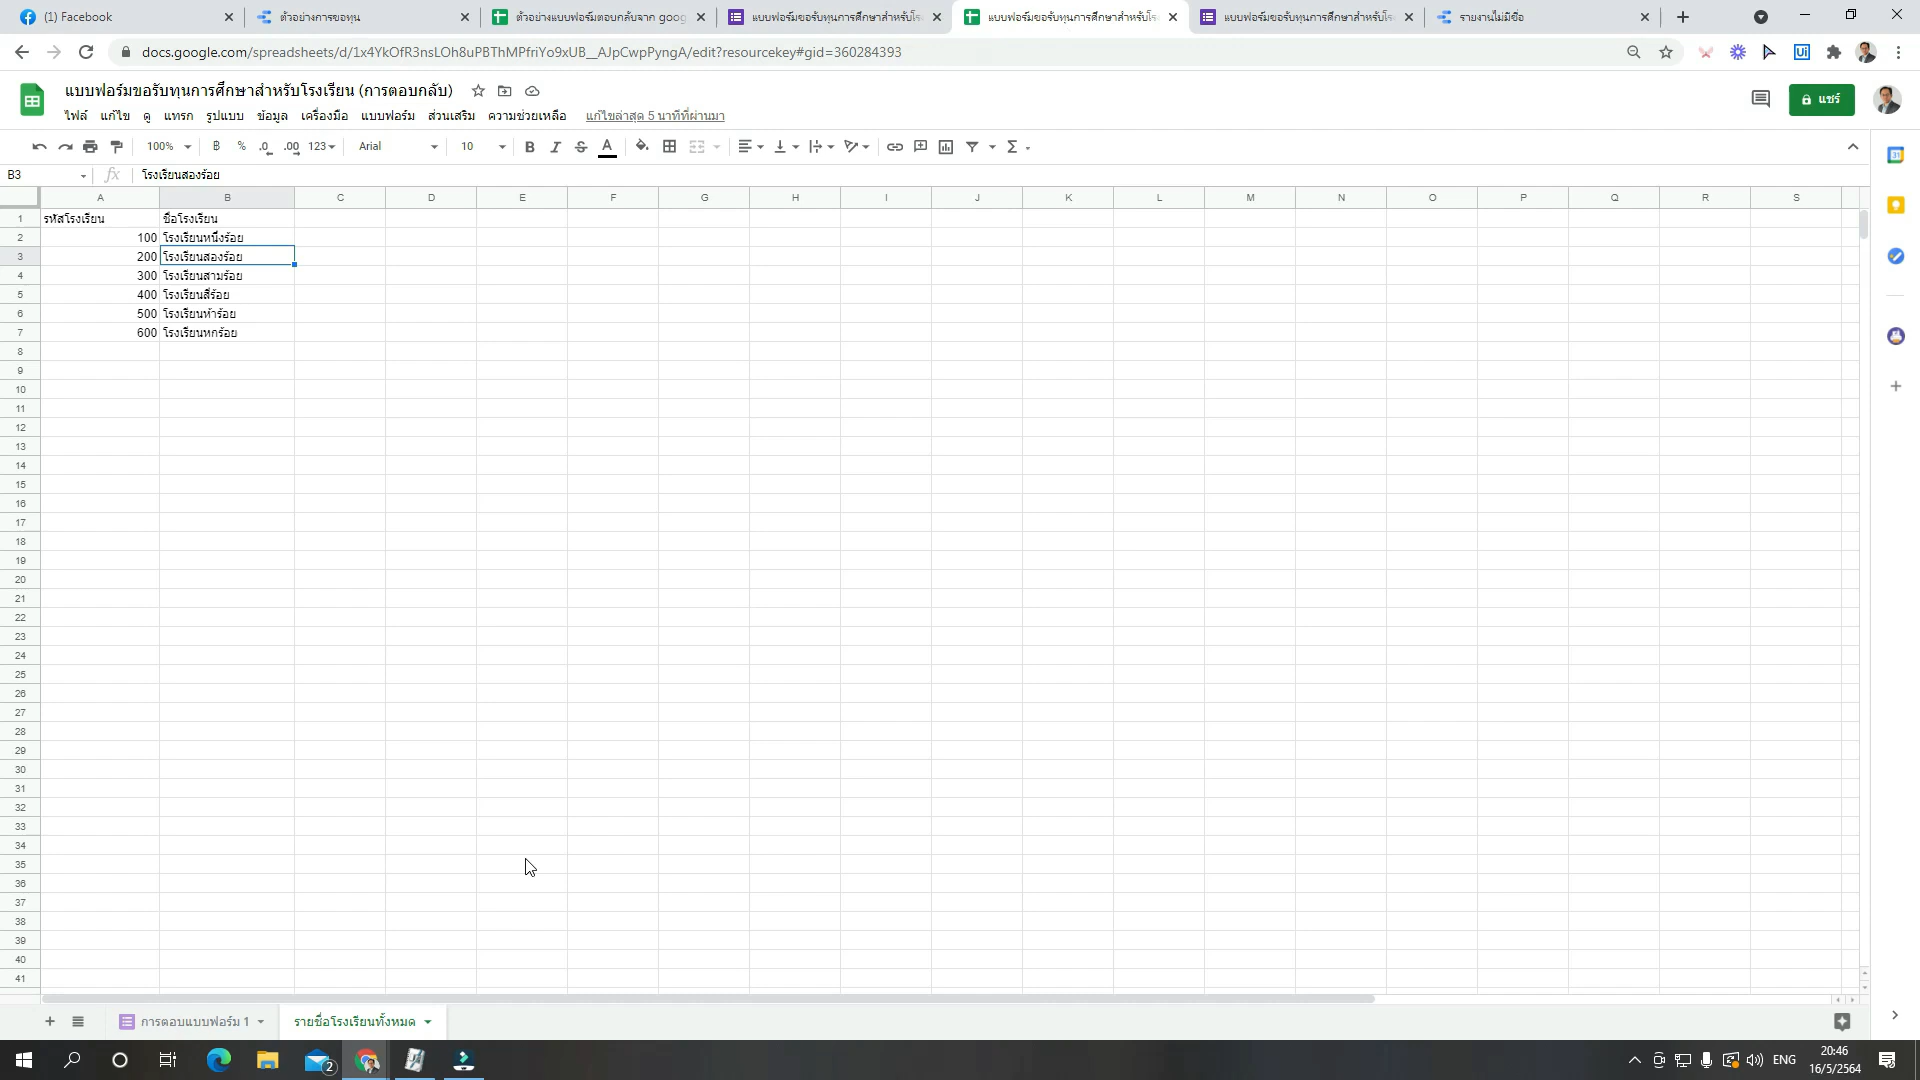 (1) Facebook
ตัวอย่างการขอทุน
ตัวอย่างแบบฟอร์มตอบกลับจาก goog
แบบฟอร์มขอรับทุนการศึกษาสำหรับโร
แบบฟอร์มขอรับทุนการศึกษาสำหรับโร
แบบฟอร์มขอรับทุนการศึกษาสำหรับโร
รายงานไม่มีชื่อ
docs.google.com/spreadsheets/d/1x4YkOfR3nsLOh8uPBThMPfriYo9xUB__AJpCwpPyngA/edit?resourcekey#gid=360284393
แบบฟอร์มขอรับทุนการศึกษาสำหรับโรงเรียน (การตอบกลับ)
แชร์
ไฟล์ แก้ไข ดู แทรก รูปแบบ ข้อมูล เครื่องมือ แบบฟอร์ม ส่วนเสริม ความช่วยเหลือ แก้ไขล่าสุด 5 นาทีที่ผ่านมา
100% ฿ % .0 .00 123 Arial 10 B I S A
B3 fx โรงเรียนสองร้อย
A B C D E F G H I J K L M N O P Q R S
1 รหัสโรงเรียน ชื่อโรงเรียน
2 100 โรงเรียนหนึ่งร้อย
3 200 โรงเรียนสองร้อย
4 300 โรงเรียนสามร้อย
5 400 โรงเรียนสี่ร้อย
6 500 โรงเรียนห้าร้อย
7 600 โรงเรียนหกร้อย
8
9
10
11
12
13
14
15
16
17
18
19
20
21
22
23
24
25
26
27
28
29
30
31
32
33
34
35
36
37
38
39
40
41
การตอบแบบฟอร์ม 1 รายชื่อโรงเรียนทั้งหมด
2
ENG
20:46
16/5/2564